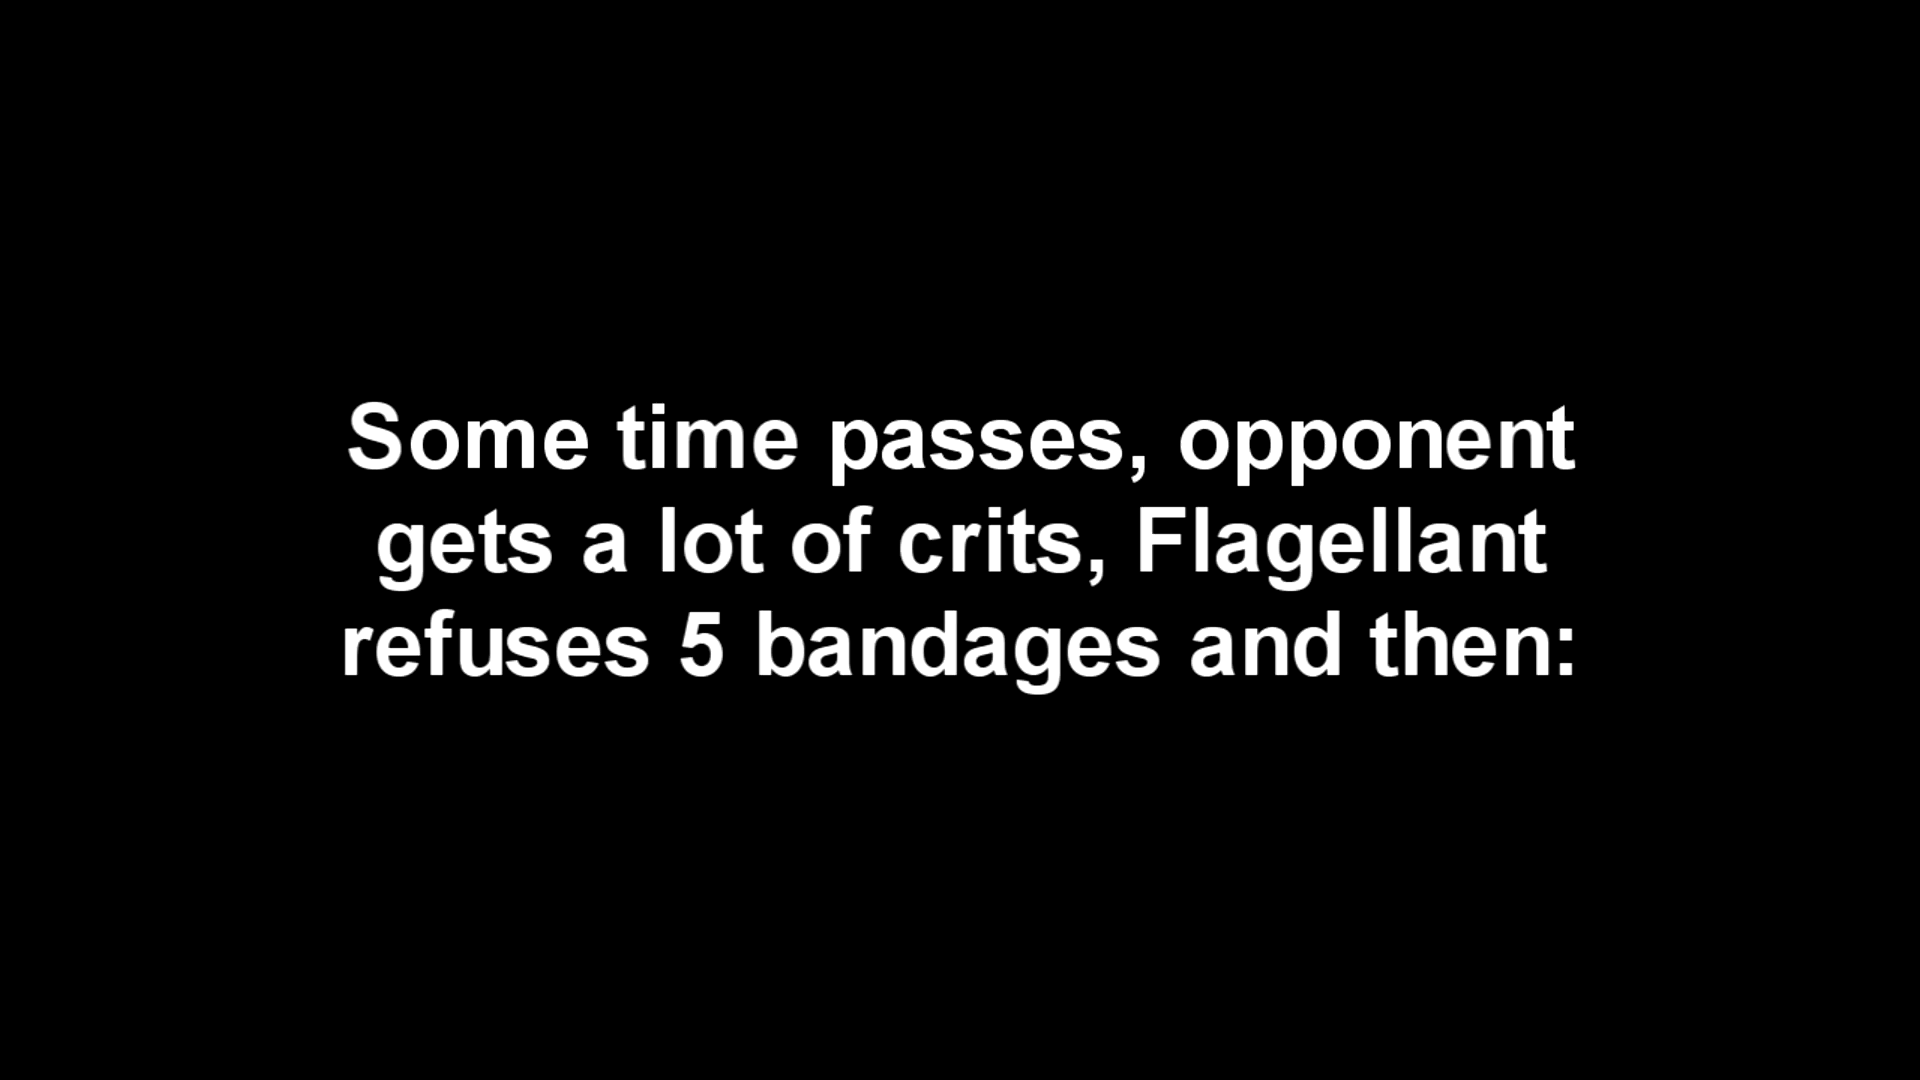 Some time passes, opponent
gets a lot of crits, Flagellant
refuses 5 bandages and then: